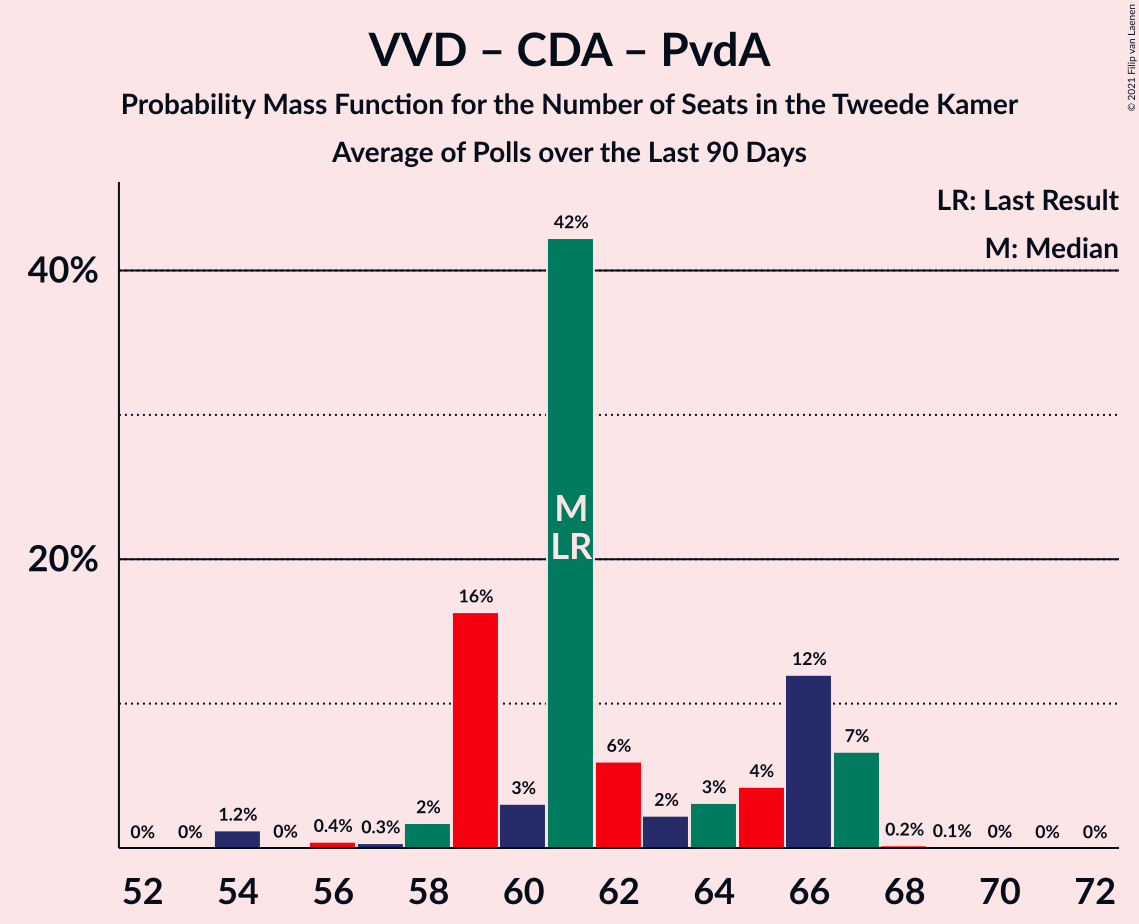 VVD – CDA – PvdA
Probability Mass Function for the Number of Seats in the Tweede Kamer
Average of Polls over the Last 90 Days
© 2021 Filip van Laenen
LR: Last Result
M: Median
40%
20%
0%
0%
1.2%
0%
0.4%
0.3%
2%
16%
3%
42%
6%
2%
3%
4%
12%
7%
0.2%
0.1%
0%
0%
0%
M
LR
52 54 56 58 60 62 64 66 68 70 72